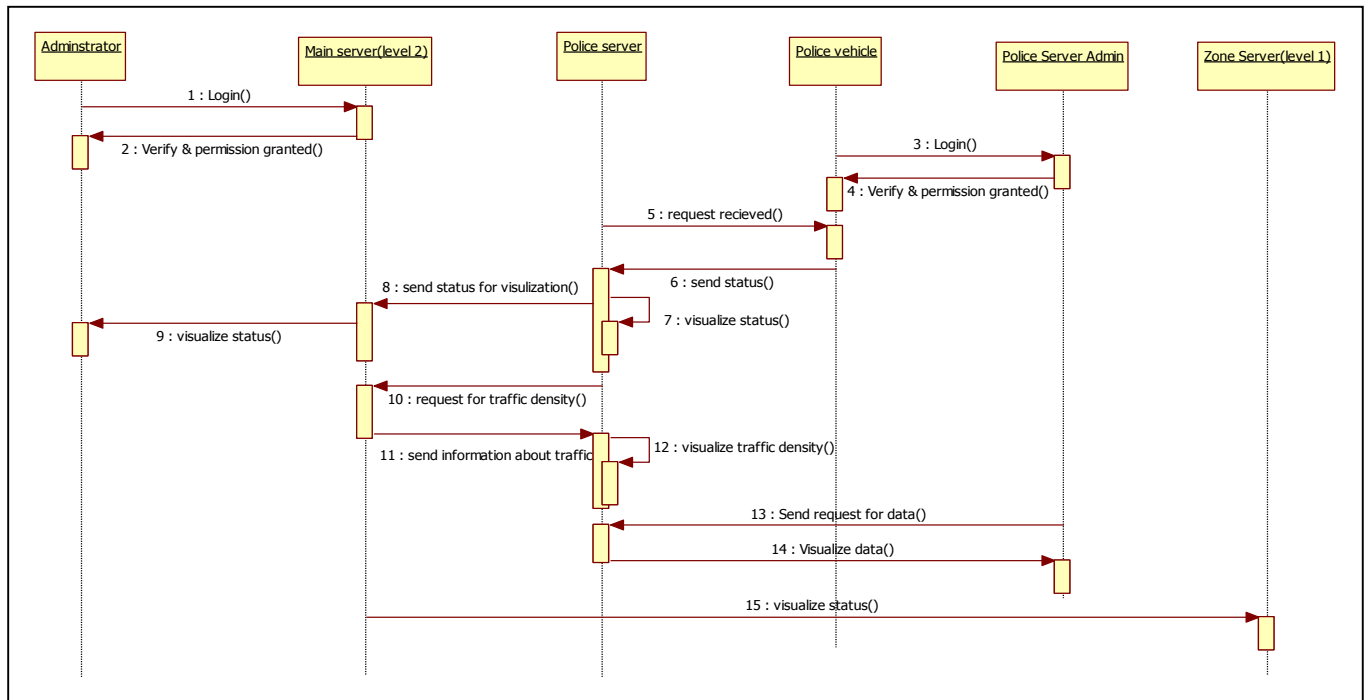 Adminstrator
Main server(level 2)
Police server
Police vehicle
Police Server Admin
Zone Server(level 1)
1 : Login()
2 : Verify & permission granted()
3 : Login()
4 : Verify & permission granted()
5 : request recieved()
6 : send status()
8 : send status for visulization()
7 : visualize status()
9 : visualize status()
10 : request for traffic density()
12 : visualize traffic density()
11 : send information about traffic
13 : Send request for data()
14 : Visualize data()
15 : visualize status()